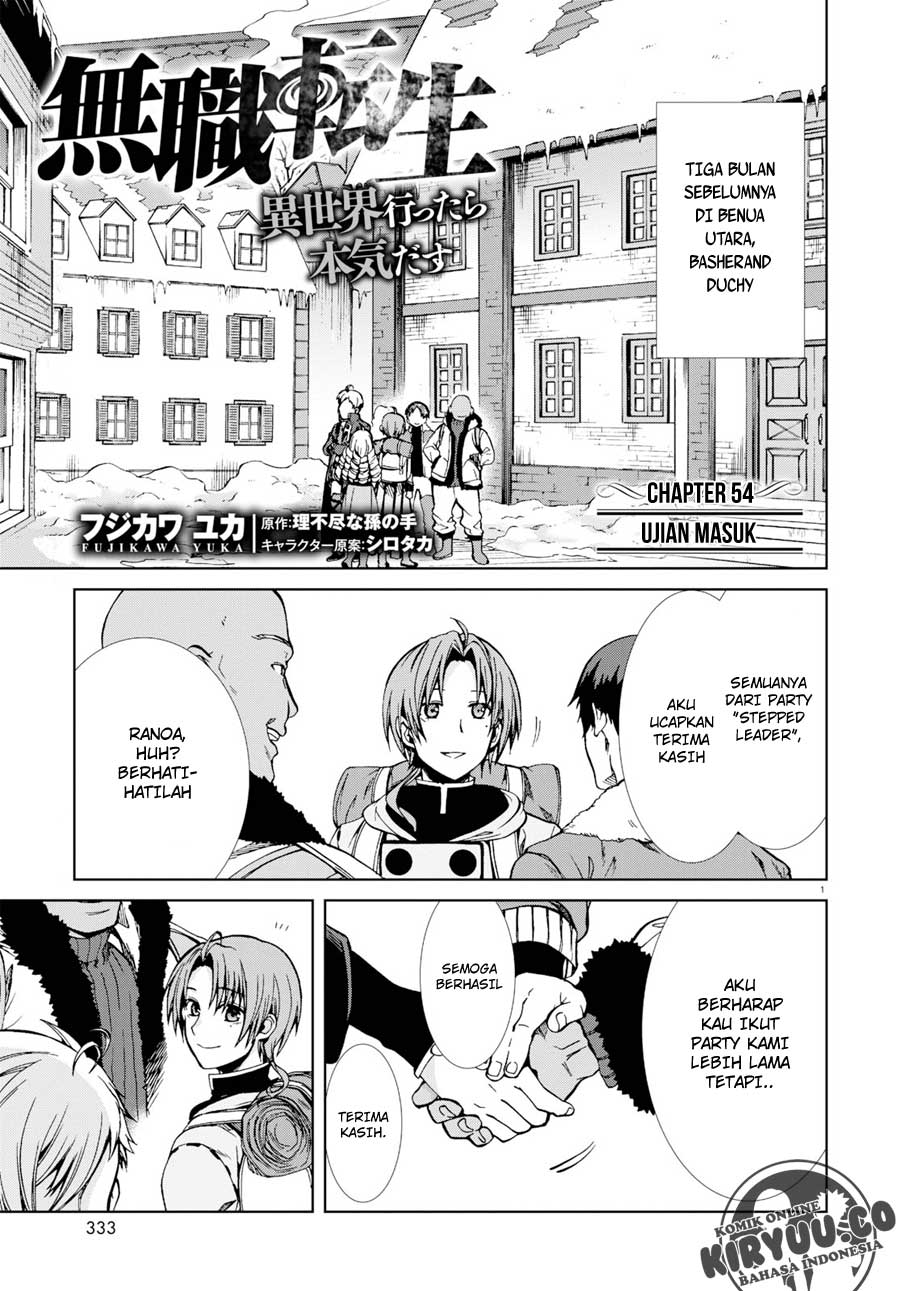 無職転生
異世界行ったら
本気だす
TIGA BULAN
SEBELUMNYA
DI BENUA
UTARA,
BASHERAND
DUCHY
CHAPTER 54
UJIAN MASUK
フジカワ ユカ
FUJIKAWA YUKA
原作:理不尽な孫の手
キャラクター原案:シロタカ
SEMUANYA
DARI PARTY
"STEPPED
LEADER",
AKU
UCAPKAN
TERIMA
KASIH
RANOA,
HUH?
BERHATI-
HATILAH
1
AKU
BERHARAP
KAU IKUT
PARTY KAMI
LEBIH LAMA
TETAPI..
SEMOGA
BERHASIL
TERIMA
KASIH.
333
KOMIK ONLINE
KIRYUU.CO
BAHASA INDONESIA